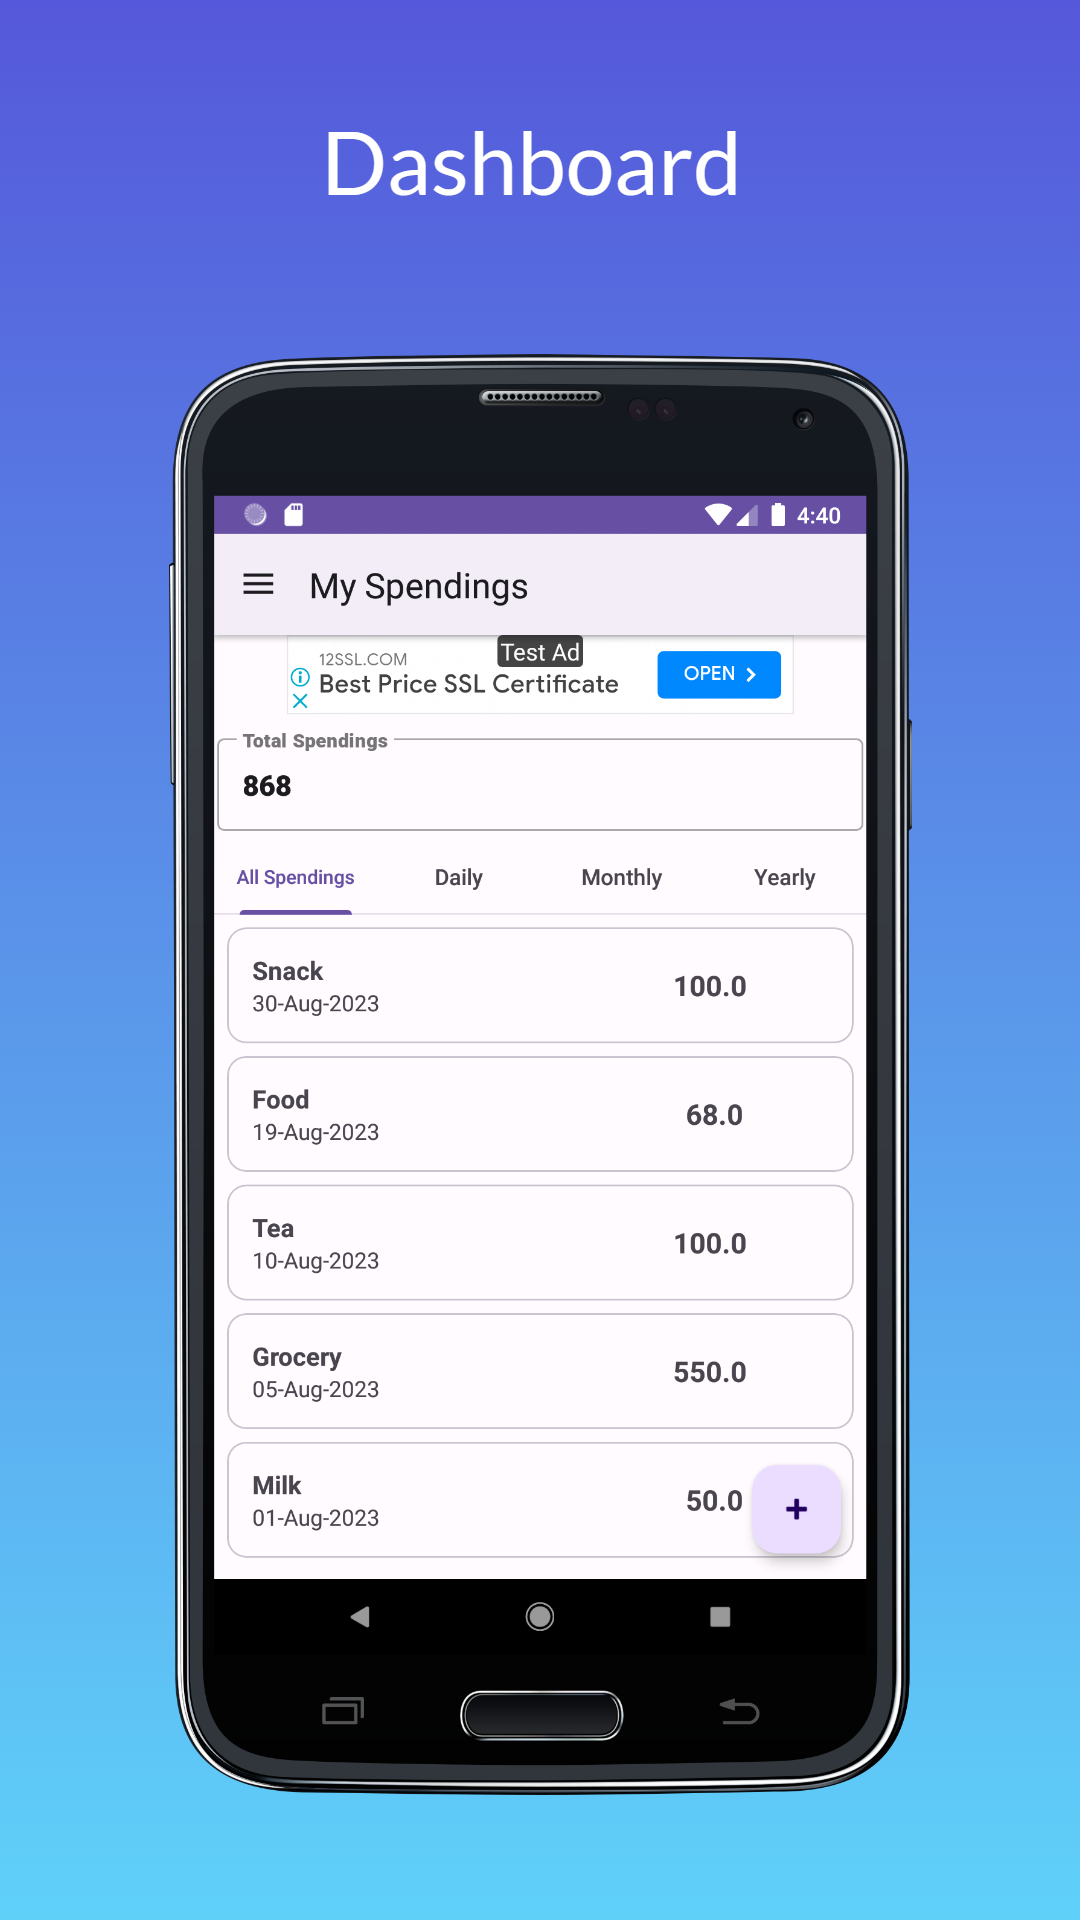 Dashboard
4:40
My Spendings
Test Ad
12SSL.COM
Best Price SSL Certificate
OPEN
Total Spendings
868
All Spendings Daily Monthly Yearly
Snack
100.0
30-Aug-2023
Food
68.0
19-Aug-2023
Tea
100.0
10-Aug-2023
Grocery
550.0
05-Aug-2023
Milk
50.0
01-Aug-2023
+